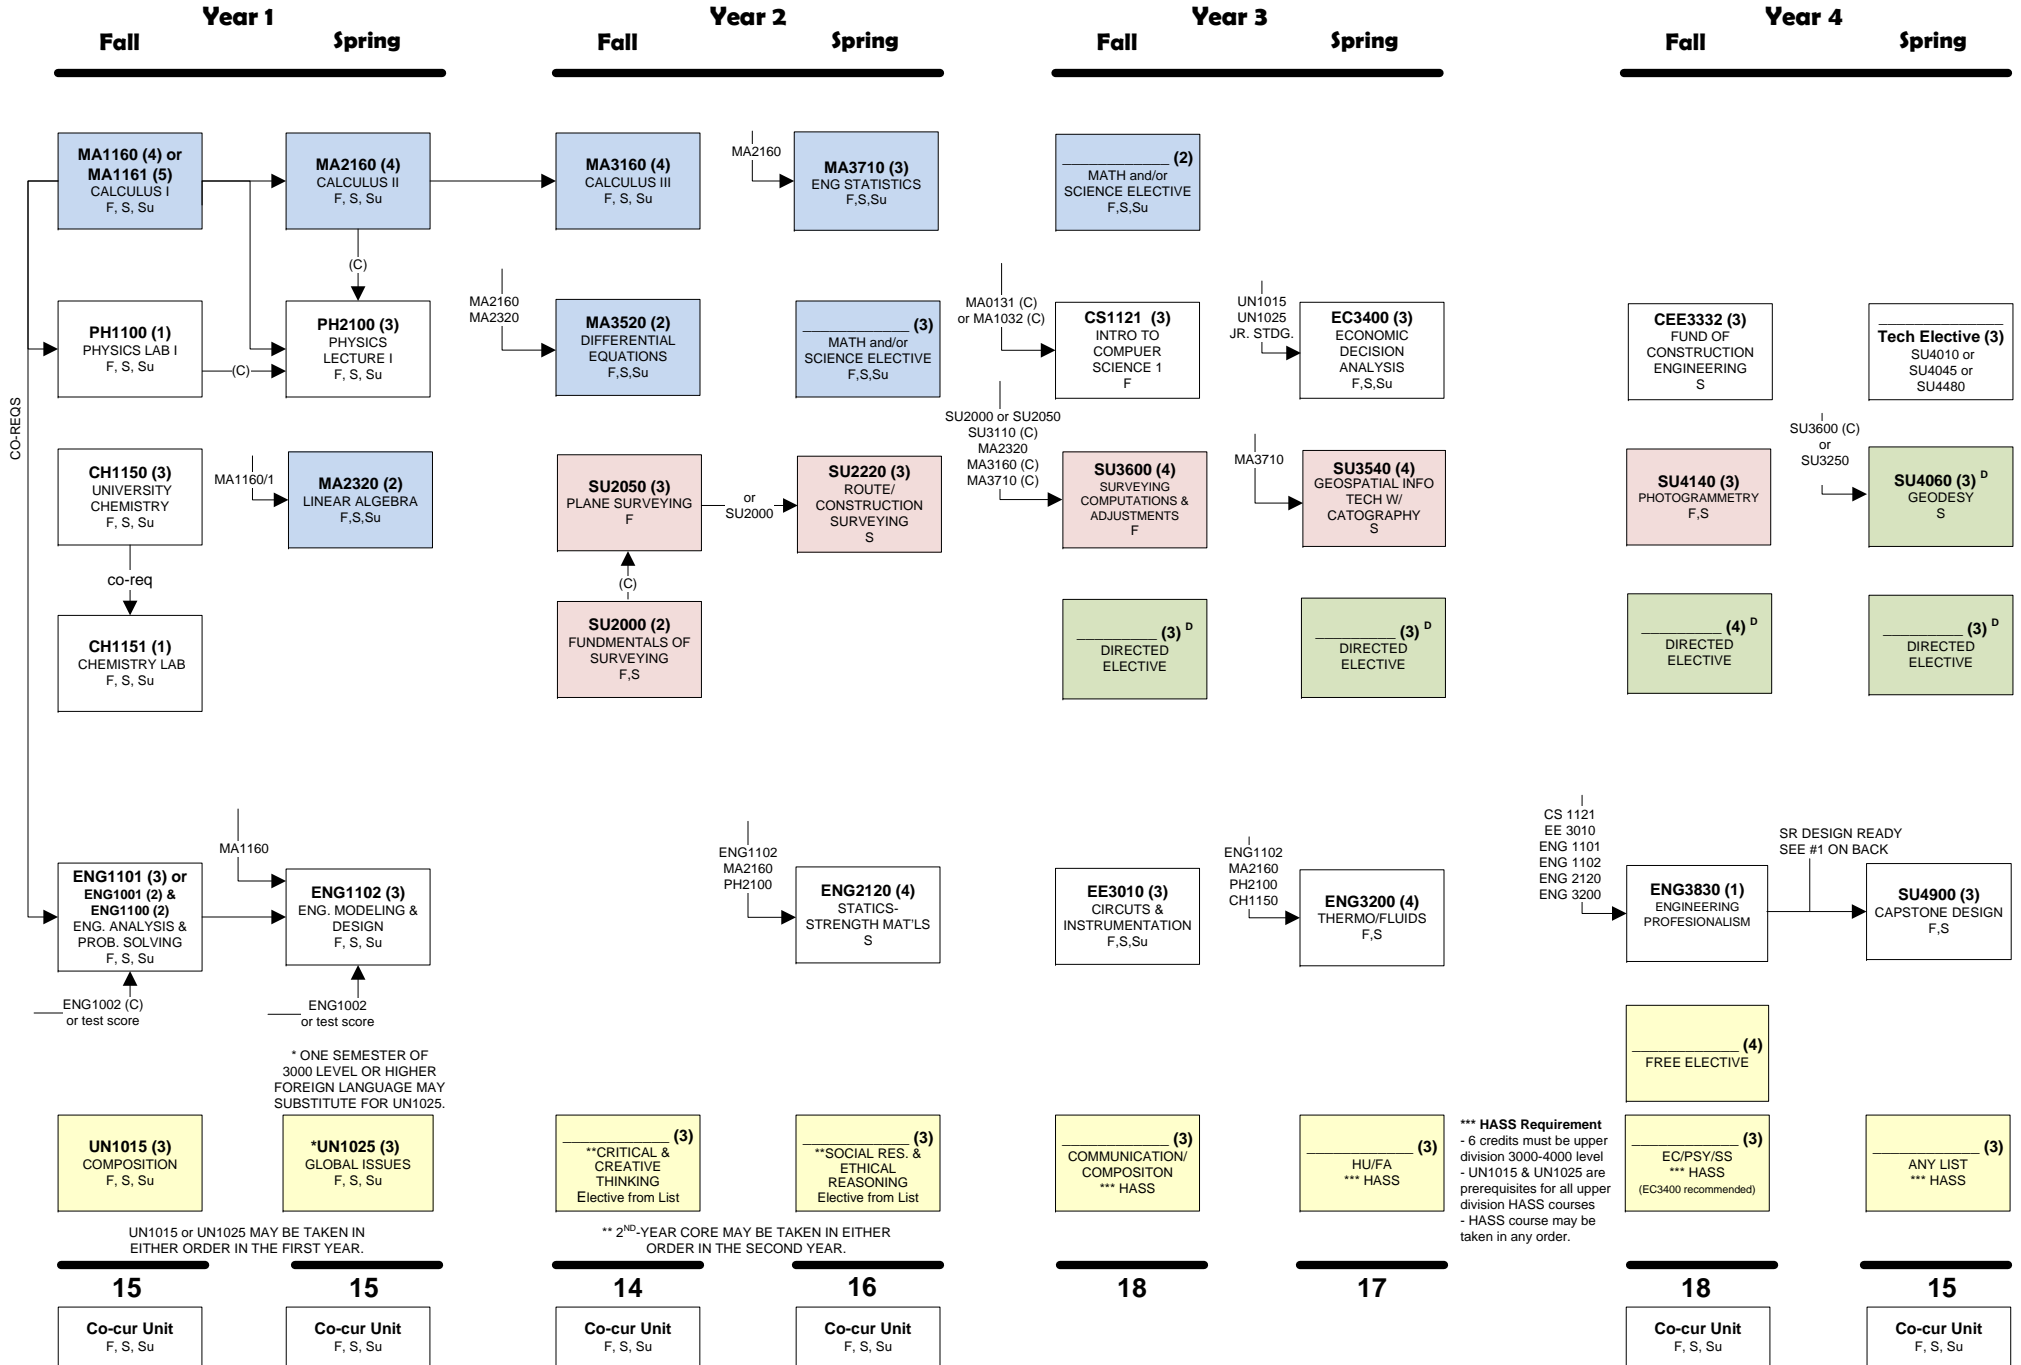 Year 1
Year 2
Year 3
Year 4
Fall
Spring
Fall
Spring
Fall
Spring
Fall
Spring
MA1160 (4) or
MA1161 (5)
CALCULUS I
F, S, Su
MA2160 (4)
CALCULUS II
F, S, Su
MA3160 (4)
CALCULUS III
F, S, Su
MA2160
MA3710 (3)
ENG STATISTICS
F,S,Su
____________ (2)
MATH and/or
SCIENCE ELECTIVE
F,S,Su
(C)
CO-REQS
PH1100 (1)
PHYSICS LAB I
F, S, Su
(C)
PH2100 (3)
PHYSICS
LECTURE I
F, S, Su
MA2160
MA2320
MA3520 (2)
DIFFERENTIAL
EQUATIONS
F,S,Su
____________ (3)
MATH and/or
SCIENCE ELECTIVE
F,S,Su
MA0131 (C)
or MA1032 (C)
CS1121 (3)
INTRO TO
COMPUER
SCIENCE 1
F
UN1015
UN1025
JR. STDG.
EC3400 (3)
ECONOMIC
DECISION
ANALYSIS
F,S,Su
CEE3332 (3)
FUND OF
CONSTRUCTION
ENGINEERING
S
______________
Tech Elective (3)
SU4010 or
SU4045 or
SU4480
CH1150 (3)
UNIVERSITY
CHEMISTRY
F, S, Su
MA1160/1
MA2320 (2)
LINEAR ALGEBRA
F,S,Su
SU2050 (3)
PLANE SURVEYING
F
or
SU2000
SU2220 (3)
ROUTE/
CONSTRUCTION
SURVEYING
S
SU2000 or SU2050
SU3110 (C)
MA2320
MA3160 (C)
MA3710 (C)
SU3600 (4)
SURVEYING
COMPUTATIONS &
ADJUSTMENTS
F
MA3710
SU3540 (4)
GEOSPATIAL INFO
TECH W/
CATOGRAPHY
S
SU4140 (3)
PHOTOGRAMMETRY
F,S
SU3600 (C)
or
SU3250
SU4060 (3) D
GEODESY
S
co-req
(C)
CH1151 (1)
CHEMISTRY LAB
F, S, Su
SU2000 (2)
FUNDMENTALS OF
SURVEYING
F,S
_________ (3) D
DIRECTED
ELECTIVE
_________ (3) D
DIRECTED
ELECTIVE
_________ (4) D
DIRECTED
ELECTIVE
_________ (3) D
DIRECTED
ELECTIVE
ENG1101 (3) or
ENG1001 (2) &
ENG1100 (2)
ENG. ANALYSIS &
PROB. SOLVING
F, S, Su
MA1160
ENG1102 (3)
ENG. MODELING &
DESIGN
F, S, Su
ENG1102
MA2160
PH2100
ENG2120 (4)
STATICS-
STRENGTH MAT'LS
S
EE3010 (3)
CIRCUTS &
INSTRUMENTATION
F,S,Su
ENG1102
MA2160
PH2100
CH1150
ENG3200 (4)
THERMO/FLUIDS
F,S
CS 1121
EE 3010
ENG 1101
ENG 1102
ENG 2120
ENG 3200
ENG3830 (1)
ENGINEERING
PROFESIONALISM
SR DESIGN READY
SEE #1 ON BACK
SU4900 (3)
CAPSTONE DESIGN
F,S
ENG1002 (C)
or test score
ENG1002
or test score
____________ (4)
FREE ELECTIVE
* ONE SEMESTER OF
3000 LEVEL OR HIGHER
FOREIGN LANGUAGE MAY
SUBSTITUTE FOR UN1025.
UN1015 (3)
COMPOSITION
F, S, Su
*UN1025 (3)
GLOBAL ISSUES
F, S, Su
____________ (3)
**CRITICAL &
CREATIVE
THINKING
Elective from List
____________ (3)
**SOCIAL RES. &
ETHICAL
REASONING
Elective from List
____________ (3)
COMMUNICATION/
COMPOSITON
*** HASS
____________ (3)
HU/FA
*** HASS
*** HASS Requirement
- 6 credits must be upper
division 3000-4000 level
- UN1015 & UN1025 are
prerequisites for all upper
division HASS courses
- HASS course may be
taken in any order.
____________ (3)
EC/PSY/SS
*** HASS
(EC3400 recommended)
____________ (3)
ANY LIST
*** HASS
UN1015 or UN1025 MAY BE TAKEN IN
EITHER ORDER IN THE FIRST YEAR.
** 2ND-YEAR CORE MAY BE TAKEN IN EITHER
ORDER IN THE SECOND YEAR.
15
15
14
16
18
17
18
15
Co-cur Unit
F, S, Su
Co-cur Unit
F, S, Su
Co-cur Unit
F, S, Su
Co-cur Unit
F, S, Su
Co-cur Unit
F, S, Su
Co-cur Unit
F, S, Su